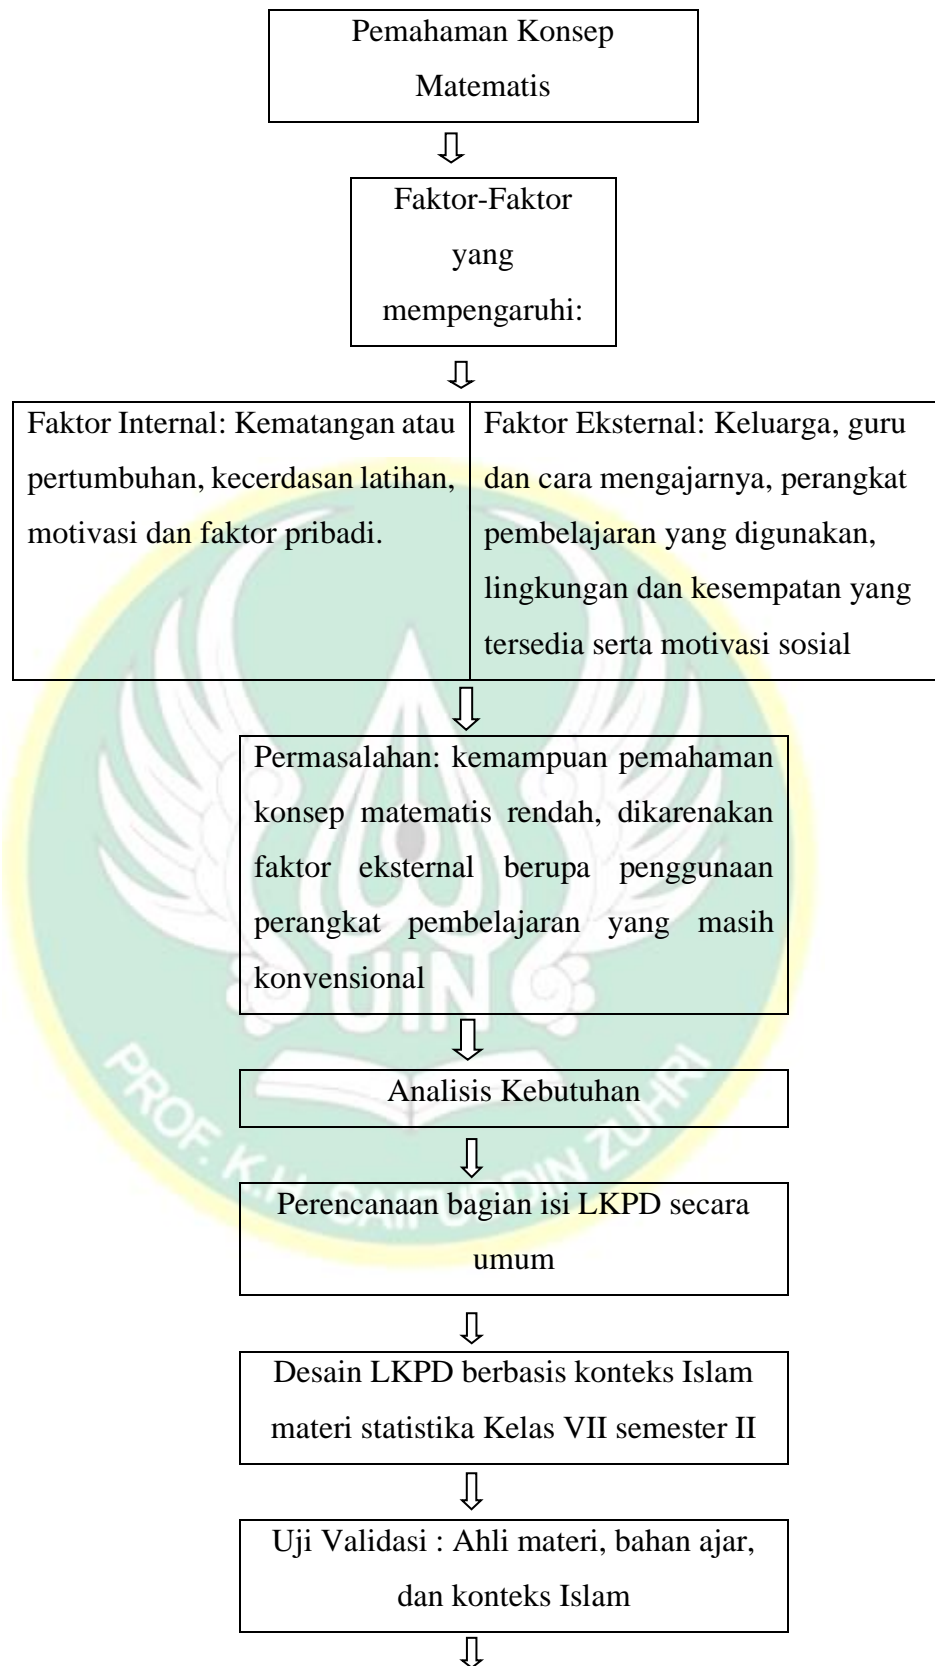 Pemahaman Konsep
Matematis
Faktor-Faktor
yang
mempengaruhi:
Faktor Internal: Kematangan atau
pertumbuhan, kecerdasan latihan,
motivasi dan faktor pribadi.
Faktor Eksternal: Keluarga, guru
dan cara mengajarnya, perangkat
pembelajaran yang digunakan,
lingkungan dan kesempatan yang
tersedia serta motivasi sosial
Permasalahan: kemampuan pemahaman
konsep matematis rendah, dikarenakan
faktor eksternal berupa penggunaan
perangkat pembelajaran yang masih
konvensional
UIN
Analisis Kebutuhan
PROF. K.H. SAIFUDDIN ZUHRI
Perencanaan bagian isi LKPD secara
umum
Desain LKPD berbasis konteks Islam
materi statistika Kelas VII semester II
Uji Validasi : Ahli materi, bahan ajar,
dan konteks Islam